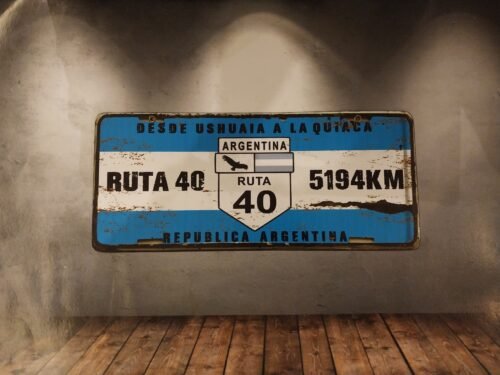 DESDE USHUAIA A LA QUIACA
ARGENTINA
RUTA 40
RUTA
40
5194KM
REPUBLICA ARGENTINA